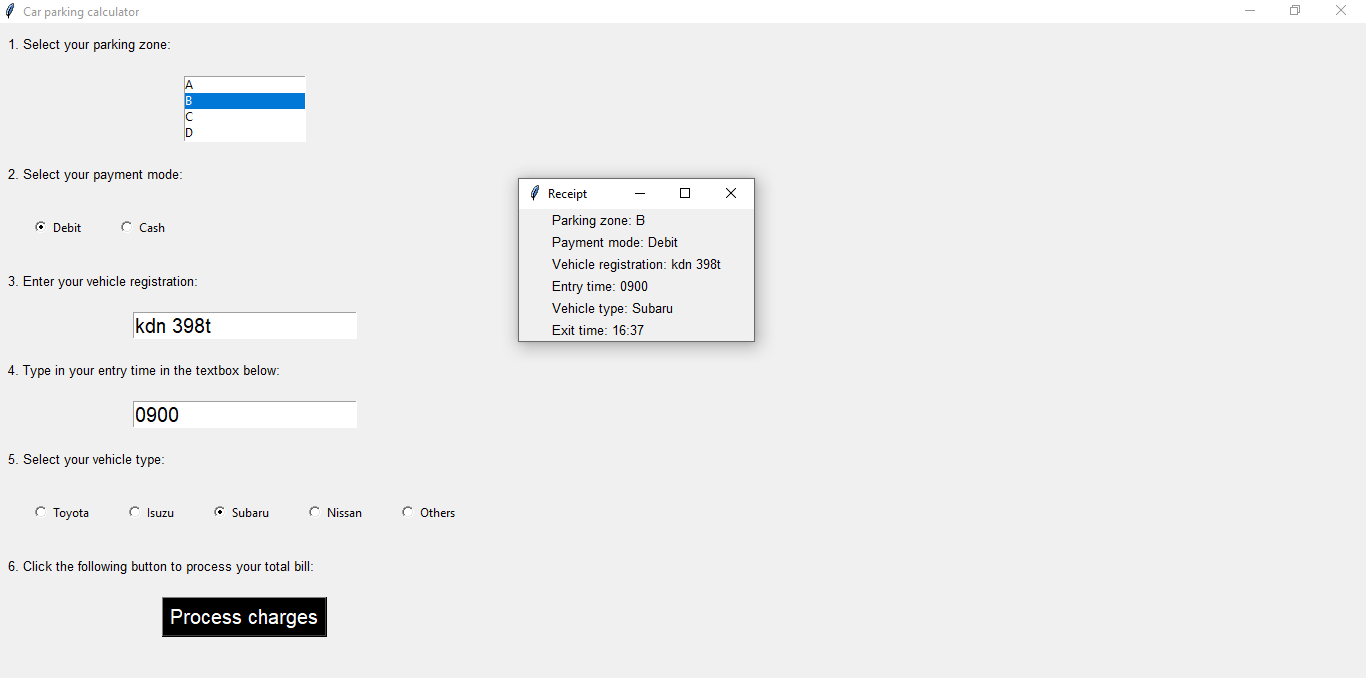 Car parking calculator
1. Select your parking zone:
A
B
C
D
2. Select your payment mode:
Debit Cash
3. Enter your vehicle registration:
kdn 398t
4. Type in your entry time in the textbox below:
0900
5. Select your vehicle type:
Toyota Isuzu Subaru Nissan Others
6. Click the following button to process your total bill:
Process charges
Receipt
Parking zone: B
Payment mode: Debit
Vehicle registration: kdn 398t
Entry time: 0900
Vehicle type: Subaru
Exit time: 16:37